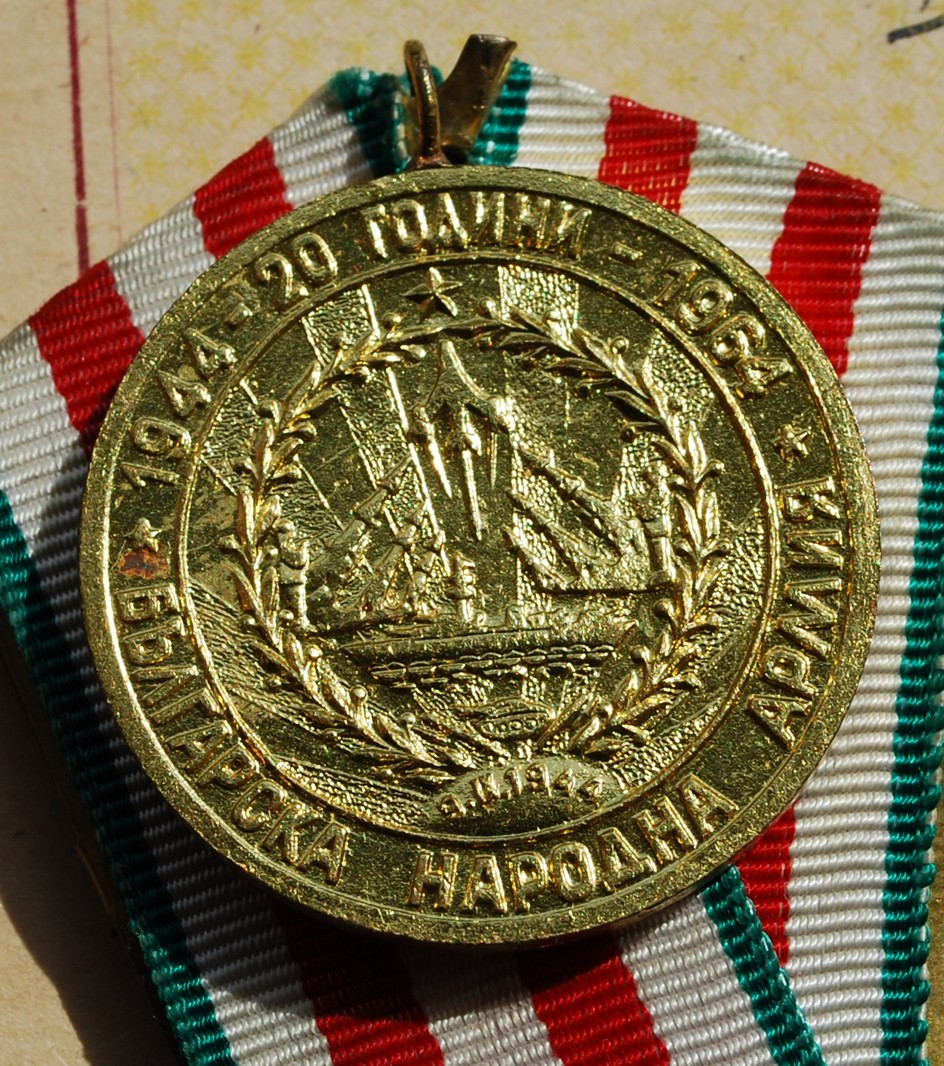 1944 - 20 ГОДИНИ - 1964
★ БЪЛГАРСКА НАРОДНА АРМИЯ ★
9.IX.1944